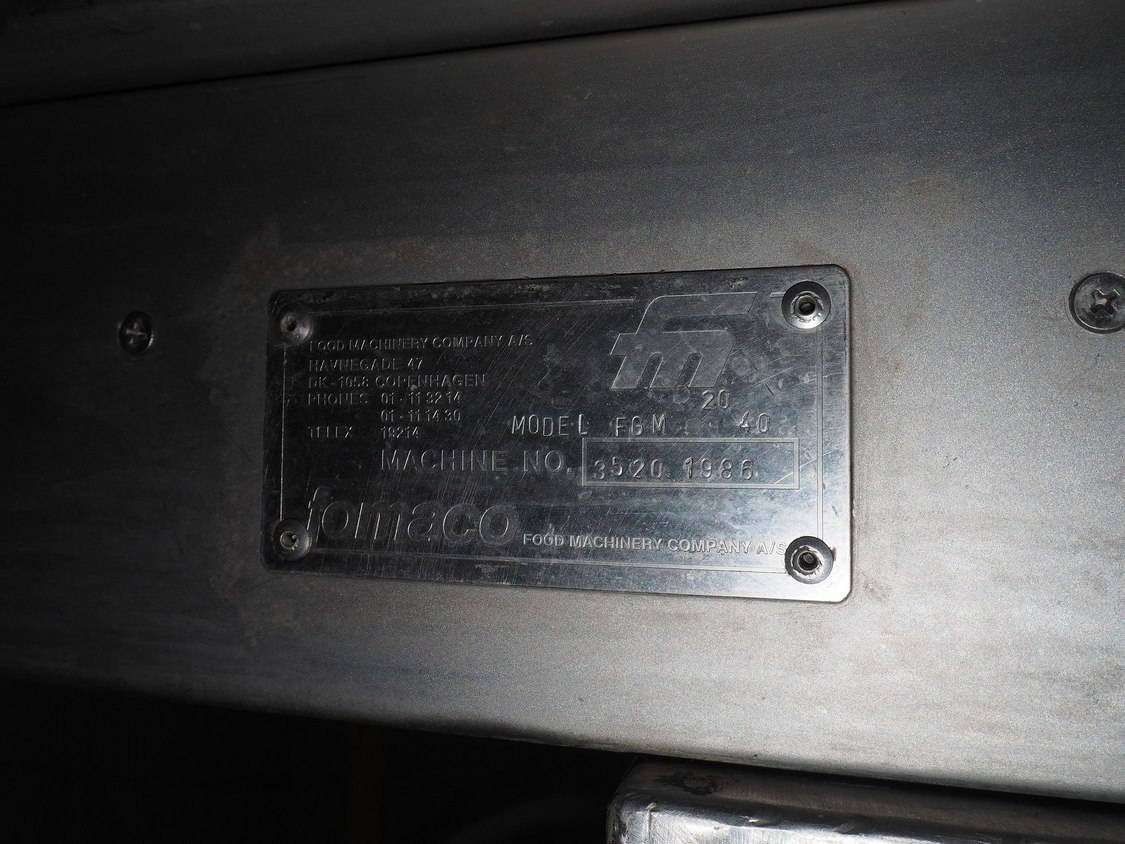 FOOD MACHINERY COMPANY A/S
HAVNEGADE 47
DK - 1058 COPENHAGEN
PHONES 01 - 11 32 14
01 - 11 14 30
TELEX 19214
fm
20
MODEL FGM 40
MACHINE NO. 3520 1986
fomaco FOOD MACHINERY COMPANY A/S